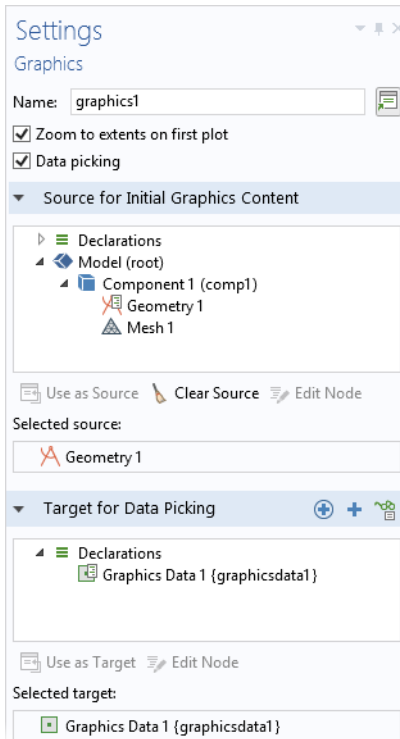 Settings
Graphics
Name: graphics1
Zoom to extents on first plot
Data picking
Source for Initial Graphics Content
Declarations
Model (root)
Component 1 (comp1)
Geometry 1
Mesh 1
Use as Source Clear Source Edit Node
Selected source:
Geometry 1
Target for Data Picking
Declarations
Graphics Data 1 {graphicsdata1}
Use as Target Edit Node
Selected target:
Graphics Data 1 {graphicsdata1}